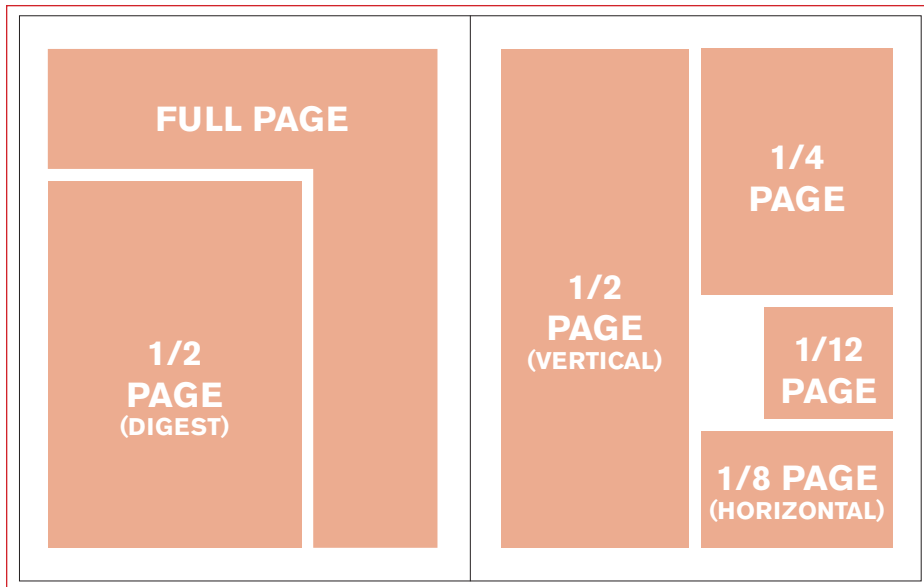 FULL PAGE
1/2
PAGE
(DIGEST)
1/2
PAGE
(VERTICAL)
1/4
PAGE
1/12
PAGE
1/8 PAGE
(HORIZONTAL)